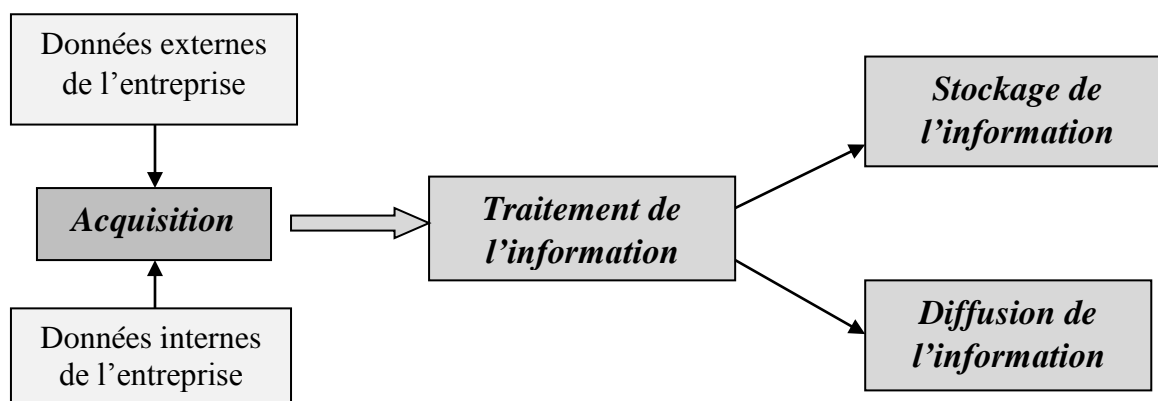 Données externes
de l’entreprise
Acquisition
Données internes
de l’entreprise
Traitement de
l’information
Stockage de
l’information
Diffusion de
l’information